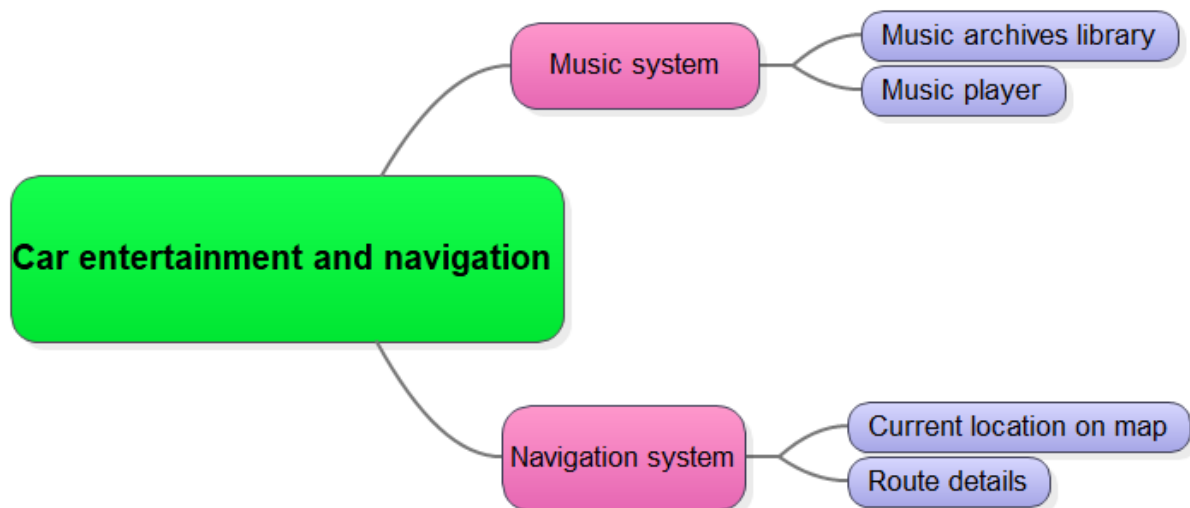 Music archives library
Music system
Music player
Car entertainment and navigation
Current location on map
Navigation system
Route details